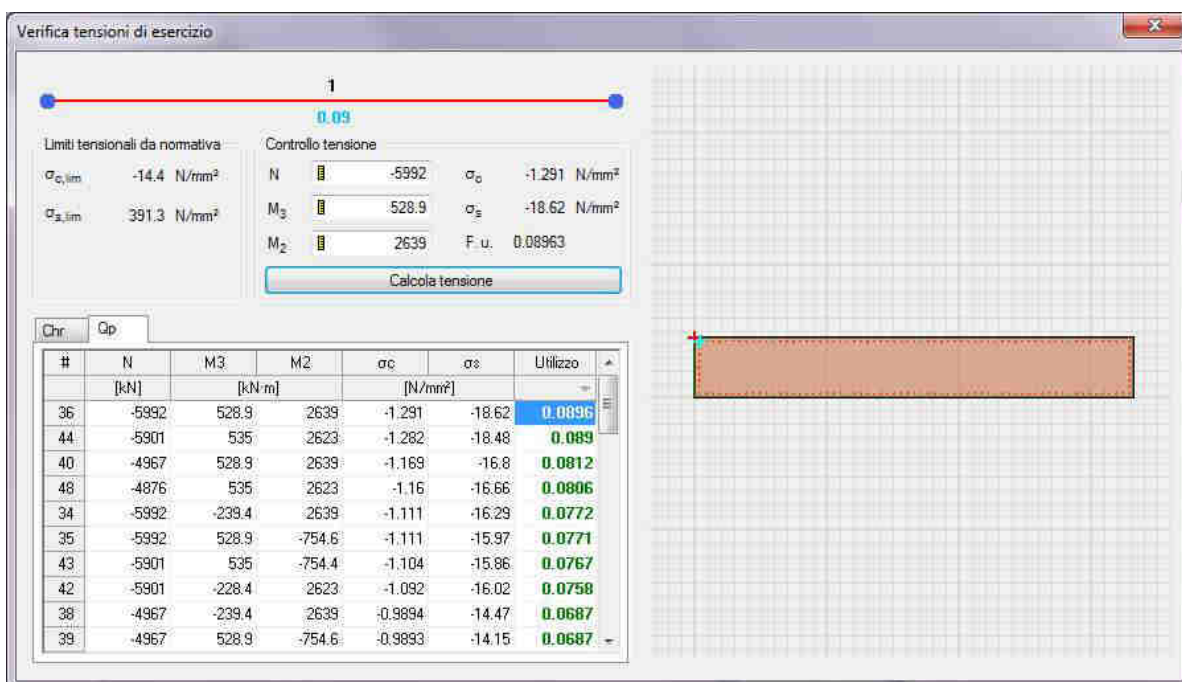 Verifica tensioni di esercizio
1
0.09
Limiti tensionali da normativa
σc,lim -14.4 N/mm²
σs,lim 391.3 N/mm²
Controllo tensione
N -5992 σc -1.291 N/mm²
M3 528.9 σs -18.62 N/mm²
M2 2639 F. u. 0.08963
Calcola tensione
Chr Qp
# N M3 M2 σc σs Utilizzo
[kN] [kN·m] [N/mm²]
36 -5992 528.9 2639 -1.291 -18.62 0.0896
44 -5901 535 2623 -1.282 -18.48 0.089
40 -4967 528.9 2639 -1.169 -16.8 0.0812
48 -4876 535 2623 -1.16 -16.66 0.0806
34 -5992 -239.4 2639 -1.111 -16.29 0.0772
35 -5992 528.9 -754.6 -1.111 -15.97 0.0771
43 -5901 535 -754.4 -1.104 -15.86 0.0767
42 -5901 -228.4 2623 -1.092 -16.02 0.0758
38 -4967 -239.4 2639 -0.9894 -14.47 0.0687
39 -4967 528.9 -754.6 -0.9893 -14.15 0.0687